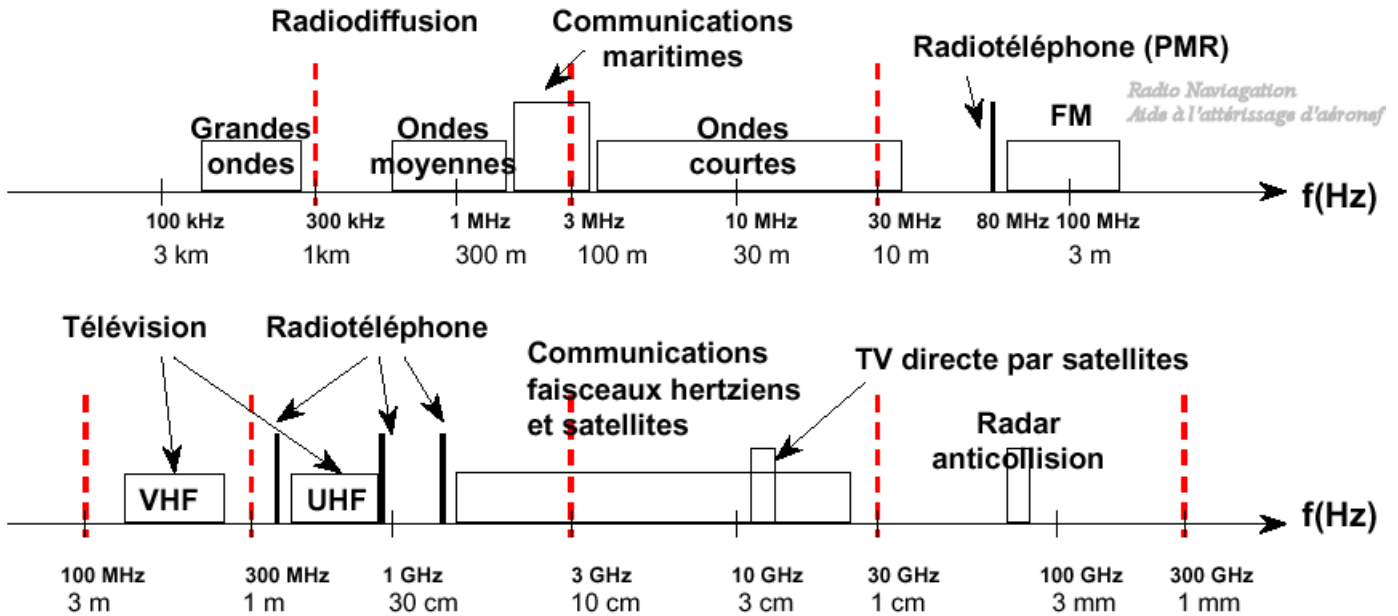 Radiodiffusion
Communications
maritimes
Radiotéléphone (PMR)
Radio Naviagation
Aide à l'attérissage d'aéronef
Grandes
ondes
Ondes
moyennes
Ondes
courtes
FM
f(Hz)
100 kHz 300 kHz 1 MHz 3 MHz 10 MHz 30 MHz 80 MHz 100 MHz
3 km 1km 300 m 100 m 30 m 10 m 3 m
Télévision
Radiotéléphone
Communications
faisceaux hertziens
et satellites
TV directe par satellites
Radar
anticollision
VHF
UHF
f(Hz)
100 MHz 300 MHz 1 GHz 3 GHz 10 GHz 30 GHz 100 GHz 300 GHz
3 m 1 m 30 cm 10 cm 3 cm 1 cm 3 mm 1 mm